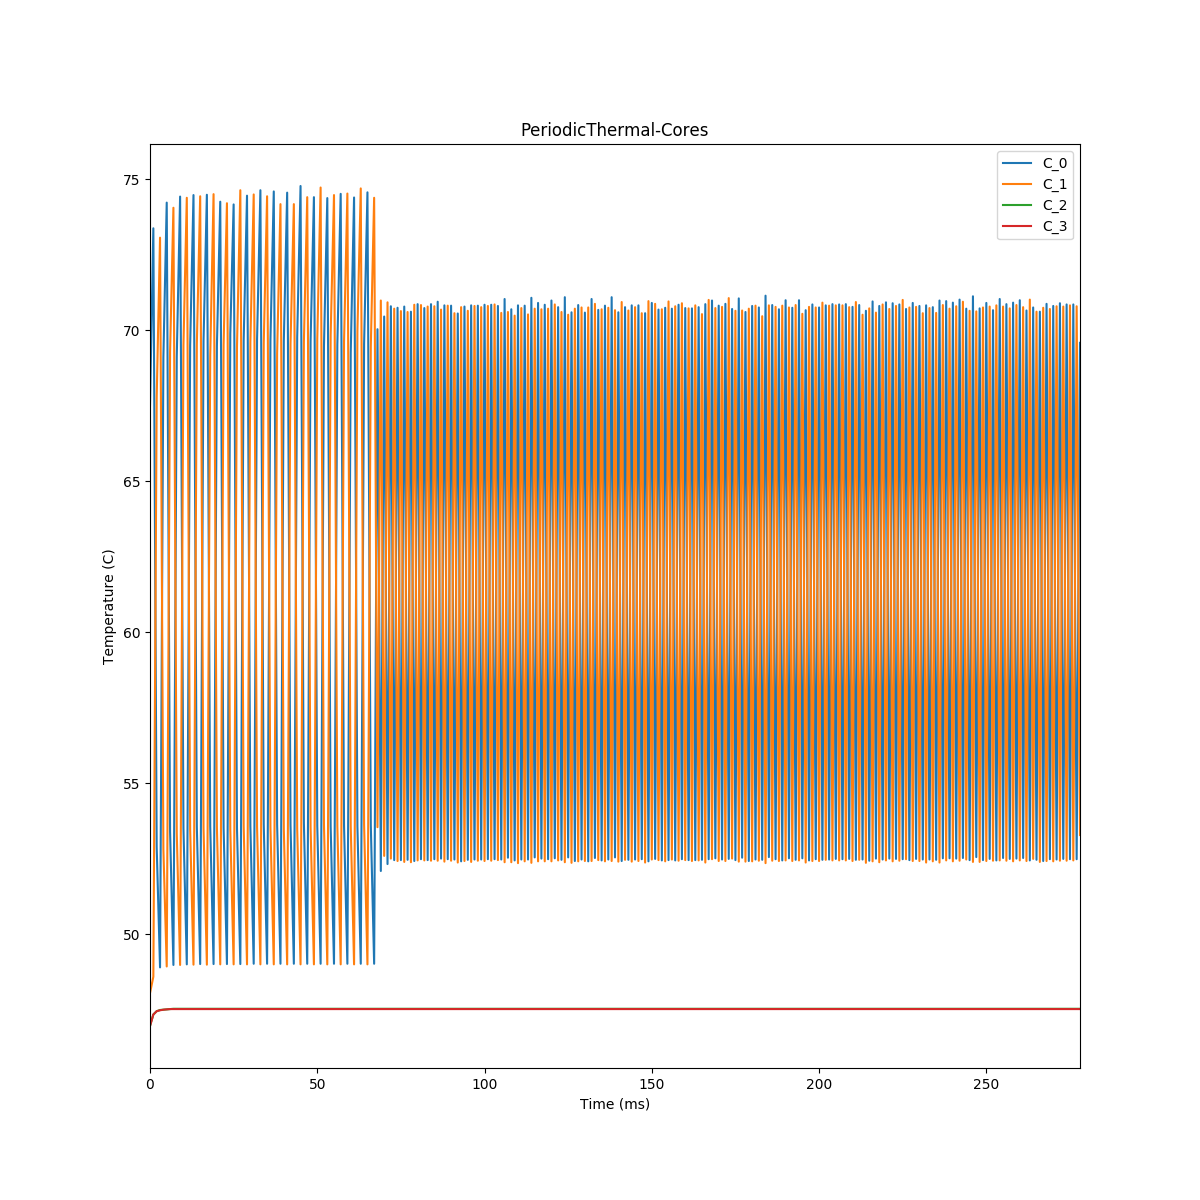 PeriodicThermal-Cores
C_0
C_1
C_2
C_3
75
70
65
60
55
50
Temperature (C)
0 50 100 150 200 250
Time (ms)